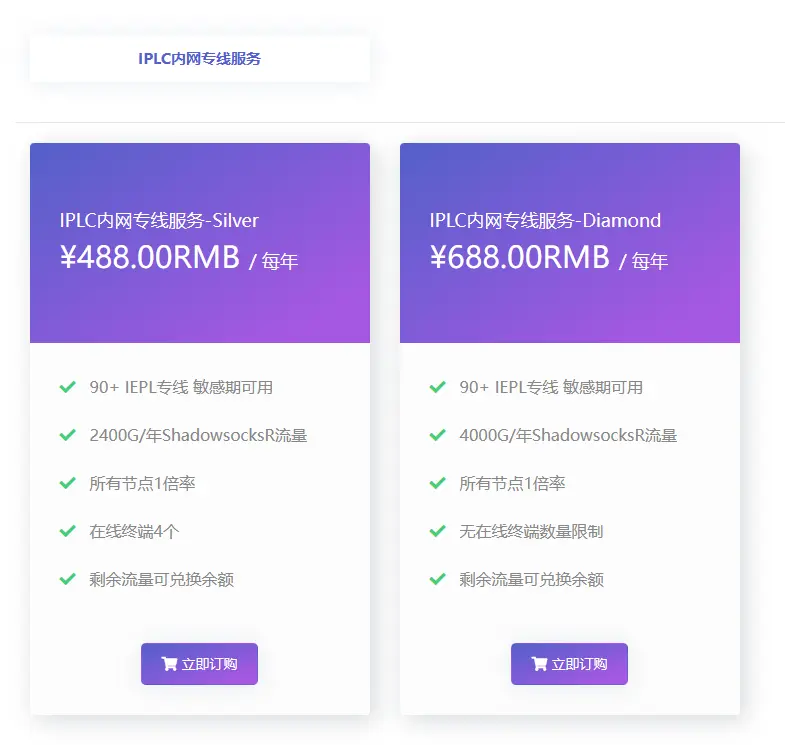 IPLC内网专线服务
IPLC内网专线服务-Silver
¥488.00RMB / 每年
90+ IEPL专线 敏感期可用
2400G/年ShadowsocksR流量
所有节点1倍率
在线终端4个
剩余流量可兑换余额
立即订购
IPLC内网专线服务-Diamond
¥688.00RMB / 每年
90+ IEPL专线 敏感期可用
4000G/年ShadowsocksR流量
所有节点1倍率
无在线终端数量限制
剩余流量可兑换余额
立即订购